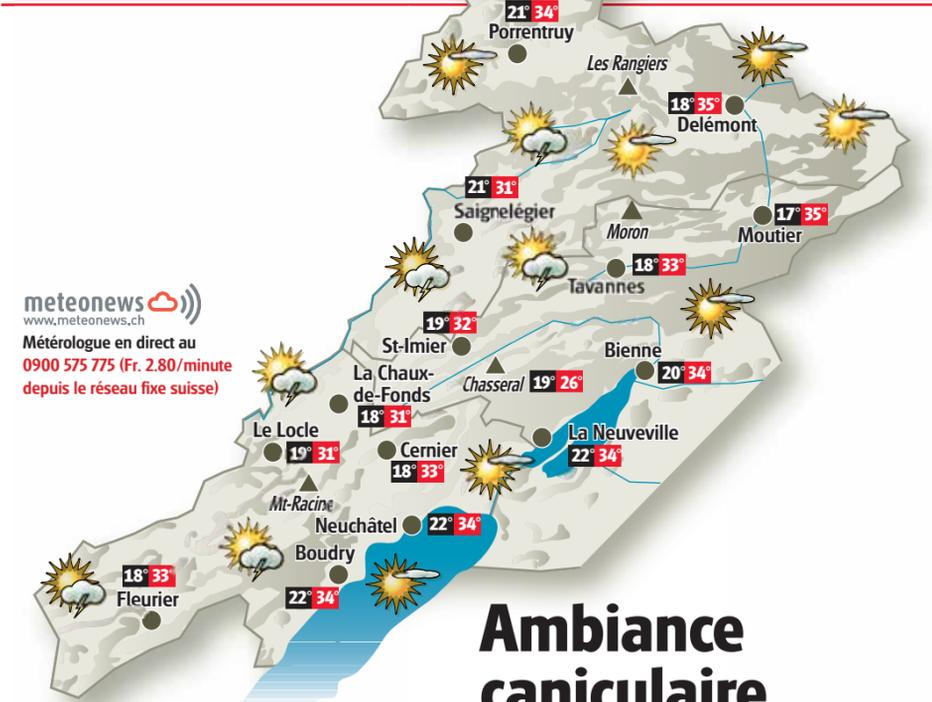 21° 34°
Porrentruy
Les Rangiers
18° 35°
Delémont
21° 31°
Saignelégier
Moron
17° 35°
Moutier
18° 33°
Tavannes
meteonews
www.meteonews.ch
Météorologue en direct au
0900 575 775 (Fr. 2.80/minute
depuis le réseau fixe suisse)
19° 32°
St-Imier
Bienne
20° 34°
La Chaux-
de-Fonds
18° 31°
Chasseral 19° 26°
Le Locle
19° 31°
Cernier
18° 33°
La Neuveville
22° 34°
Mt-Racine
Neuchâtel 22° 34°
Boudry
22° 34°
18° 33°
Fleurier
Ambiance
caniculaire